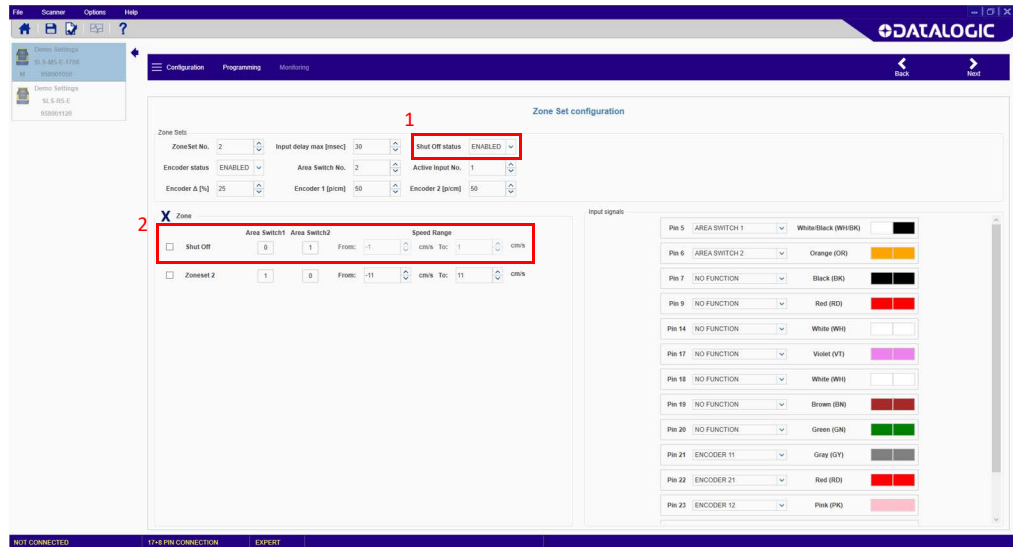 File Scanner Options Help
DATALOGIC
Demo Settings
SLS-M5-E-1708
M 958001050
Demo Settings
SLS-R5-E
958001120
Configuration Programming Monitoring Back Next
Zone Set configuration
1
Zone Sets
ZoneSet No. 2 Input delay max [msec] 30 Shut Off status ENABLED
Encoder status ENABLED Area Switch No. 2 Active Input No. 1
Encoder Δ [%] 25 Encoder 1 [p/cm] 50 Encoder 2 [p/cm] 50
2
X Zone
Area Switch1 Area Switch2 Speed Range
Shut Off 0 1 From: -1 cm/s To: 1 cm/s
Zoneset 2 1 0 From: -11 cm/s To: 11 cm/s
Input signals
Pin 5 AREA SWITCH 1 White/Black (WH/BK)
Pin 6 AREA SWITCH 2 Orange (OR)
Pin 7 NO FUNCTION Black (BK)
Pin 9 NO FUNCTION Red (RD)
Pin 14 NO FUNCTION White (WH)
Pin 17 NO FUNCTION Violet (VT)
Pin 18 NO FUNCTION White (WH)
Pin 19 NO FUNCTION Brown (BN)
Pin 20 NO FUNCTION Green (GN)
Pin 21 ENCODER 11 Gray (GY)
Pin 22 ENCODER 21 Red (RD)
Pin 23 ENCODER 12 Pink (PK)
NOT CONNECTED 17+8 PIN CONNECTION EXPERT